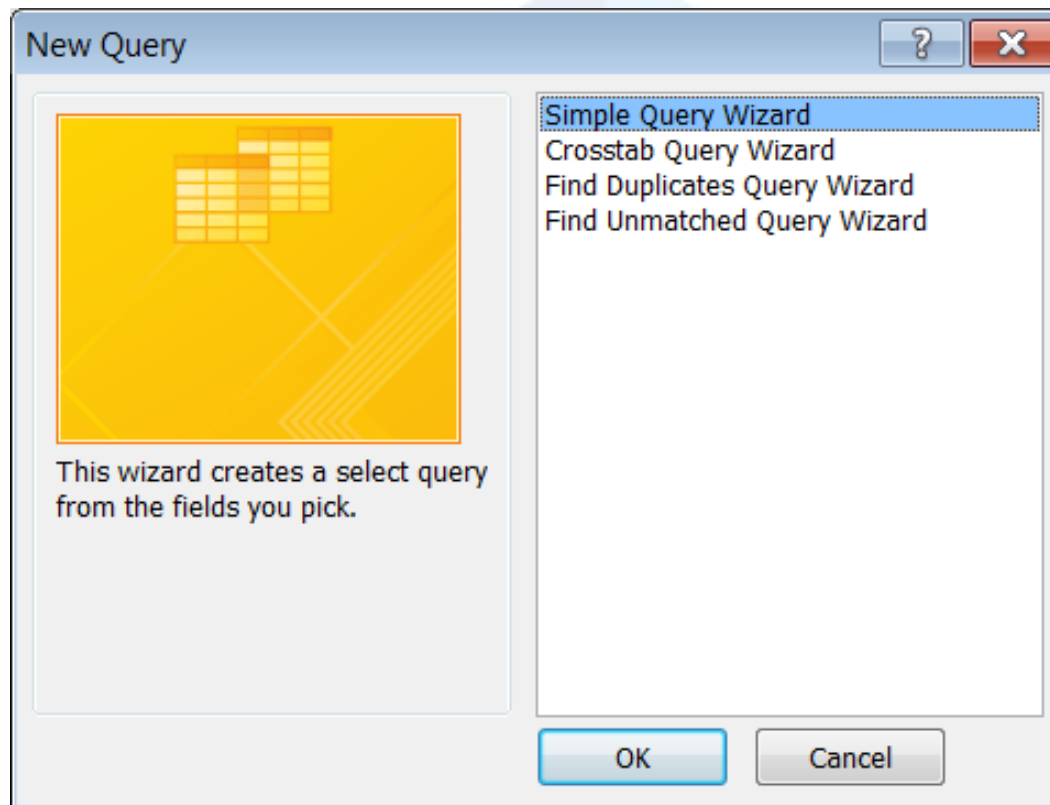 New Query
Simple Query Wizard
Crosstab Query Wizard
Find Duplicates Query Wizard
Find Unmatched Query Wizard
This wizard creates a select query
from the fields you pick.
OK
Cancel